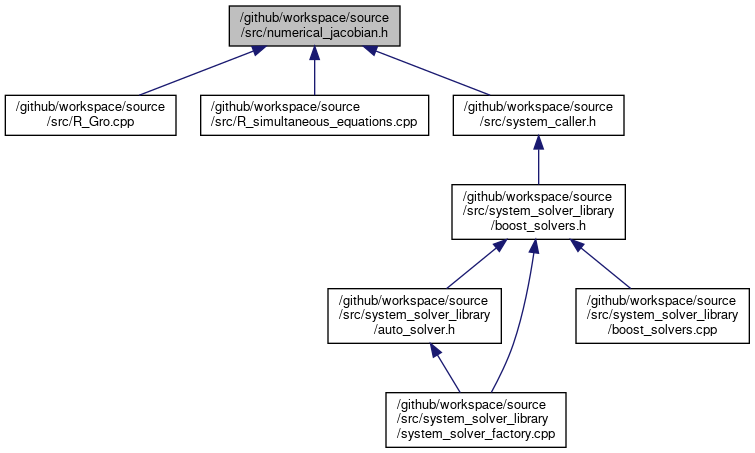 /github/workspace/source
/src/numerical_jacobian.h
/github/workspace/source
/src/R_Gro.cpp
/github/workspace/source
/src/R_simultaneous_equations.cpp
/github/workspace/source
/src/system_caller.h
/github/workspace/source
/src/system_solver_library
/boost_solvers.h
/github/workspace/source
/src/system_solver_library
/auto_solver.h
/github/workspace/source
/src/system_solver_library
/boost_solvers.cpp
/github/workspace/source
/src/system_solver_library
/system_solver_factory.cpp